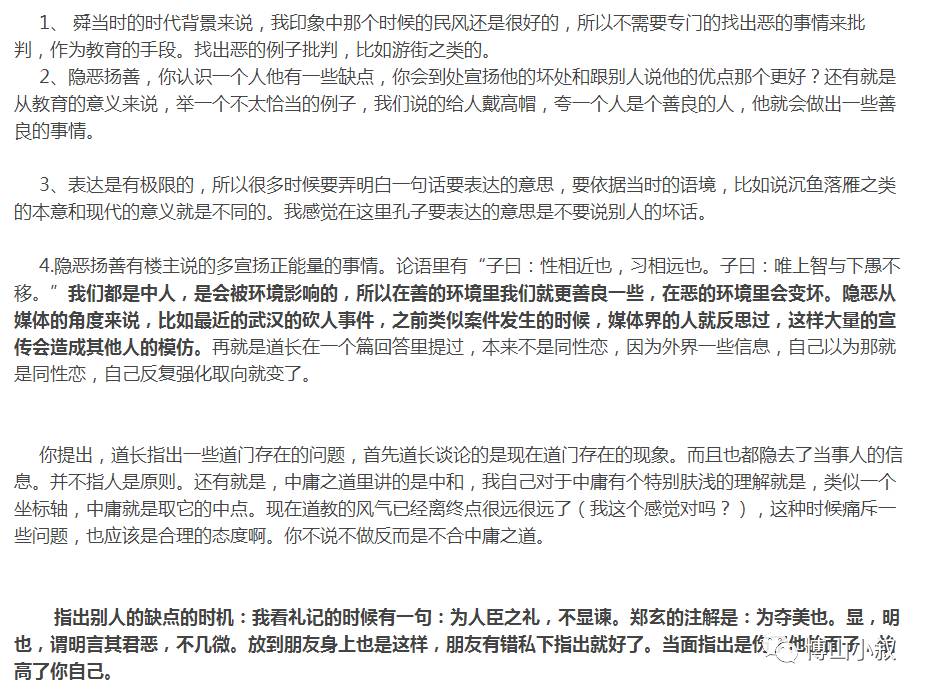 1、 舜当时的时代背景来说，我印象中那个时候的民风还是很好的，所以不需要专门的找出恶的事情来批
判，作为教育的手段。找出恶的例子批判，比如游街之类的。
2、隐恶扬善，你认识一个人他有一些缺点，你会到处宣扬他的坏处和跟别人说他的优点那个更好？还有就是
从教育的意义来说，举一个不太恰当的例子，我们说的给人戴高帽，夸一个人是个善良的人，他就会做出一些善
良的事情。
3、表达是有极限的，所以很多时候要弄明白一句话要表达的意思，要依据当时的语境，比如说沉鱼落雁之类
的本意和现代的意义就是不同的。我感觉在这里孔子要表达的意思是不要说别人的坏话。
4.隐恶扬善有楼主说的多宣扬正能量的事情。论语里有“子曰：性相近也，习相远也。子曰：唯上智与下愚不
移。”我们都是中人，是会被环境影响的，所以在善的环境里我们就更善良一些，在恶的环境里会变坏。隐恶从
媒体的角度来说，比如最近的武汉的砍人事件，之前类似案件发生的时候，媒体界的人就反思过，这样大量的宣
传会造成其他人的模仿。再就是道长在一个篇回答里提过，本来不是同性恋，因为外界一些信息，自己以为那就
是同性恋，自己反复强化取向就变了。
你提出，道长指出一些道门存在的问题，首先道长谈论的是现在道门存在的现象。而且也都隐去了当事人的信
息。并不指人是原则。还有就是，中庸之道里讲的是中和，我自己对于中庸有个特别肤浅的理解就是，类似一个
坐标轴，中庸就是取它的中点。现在道教的风气已经离终点很远很远了（我这个感觉对吗？），这种时候痛斥一
些问题，也应该是合理的态度啊。你不说不做反而是不合中庸之道。
指出别人的缺点的时机：我看礼记的时候有一句：为人臣之礼，不显谏。郑玄的注解是：为夺美也。显，明
也，谓明言其君恶，不几微。放到朋友身上也是这样，朋友有错私下指出就好了。当面指出是伤 他 面子，
高了你自己。
博山小叔